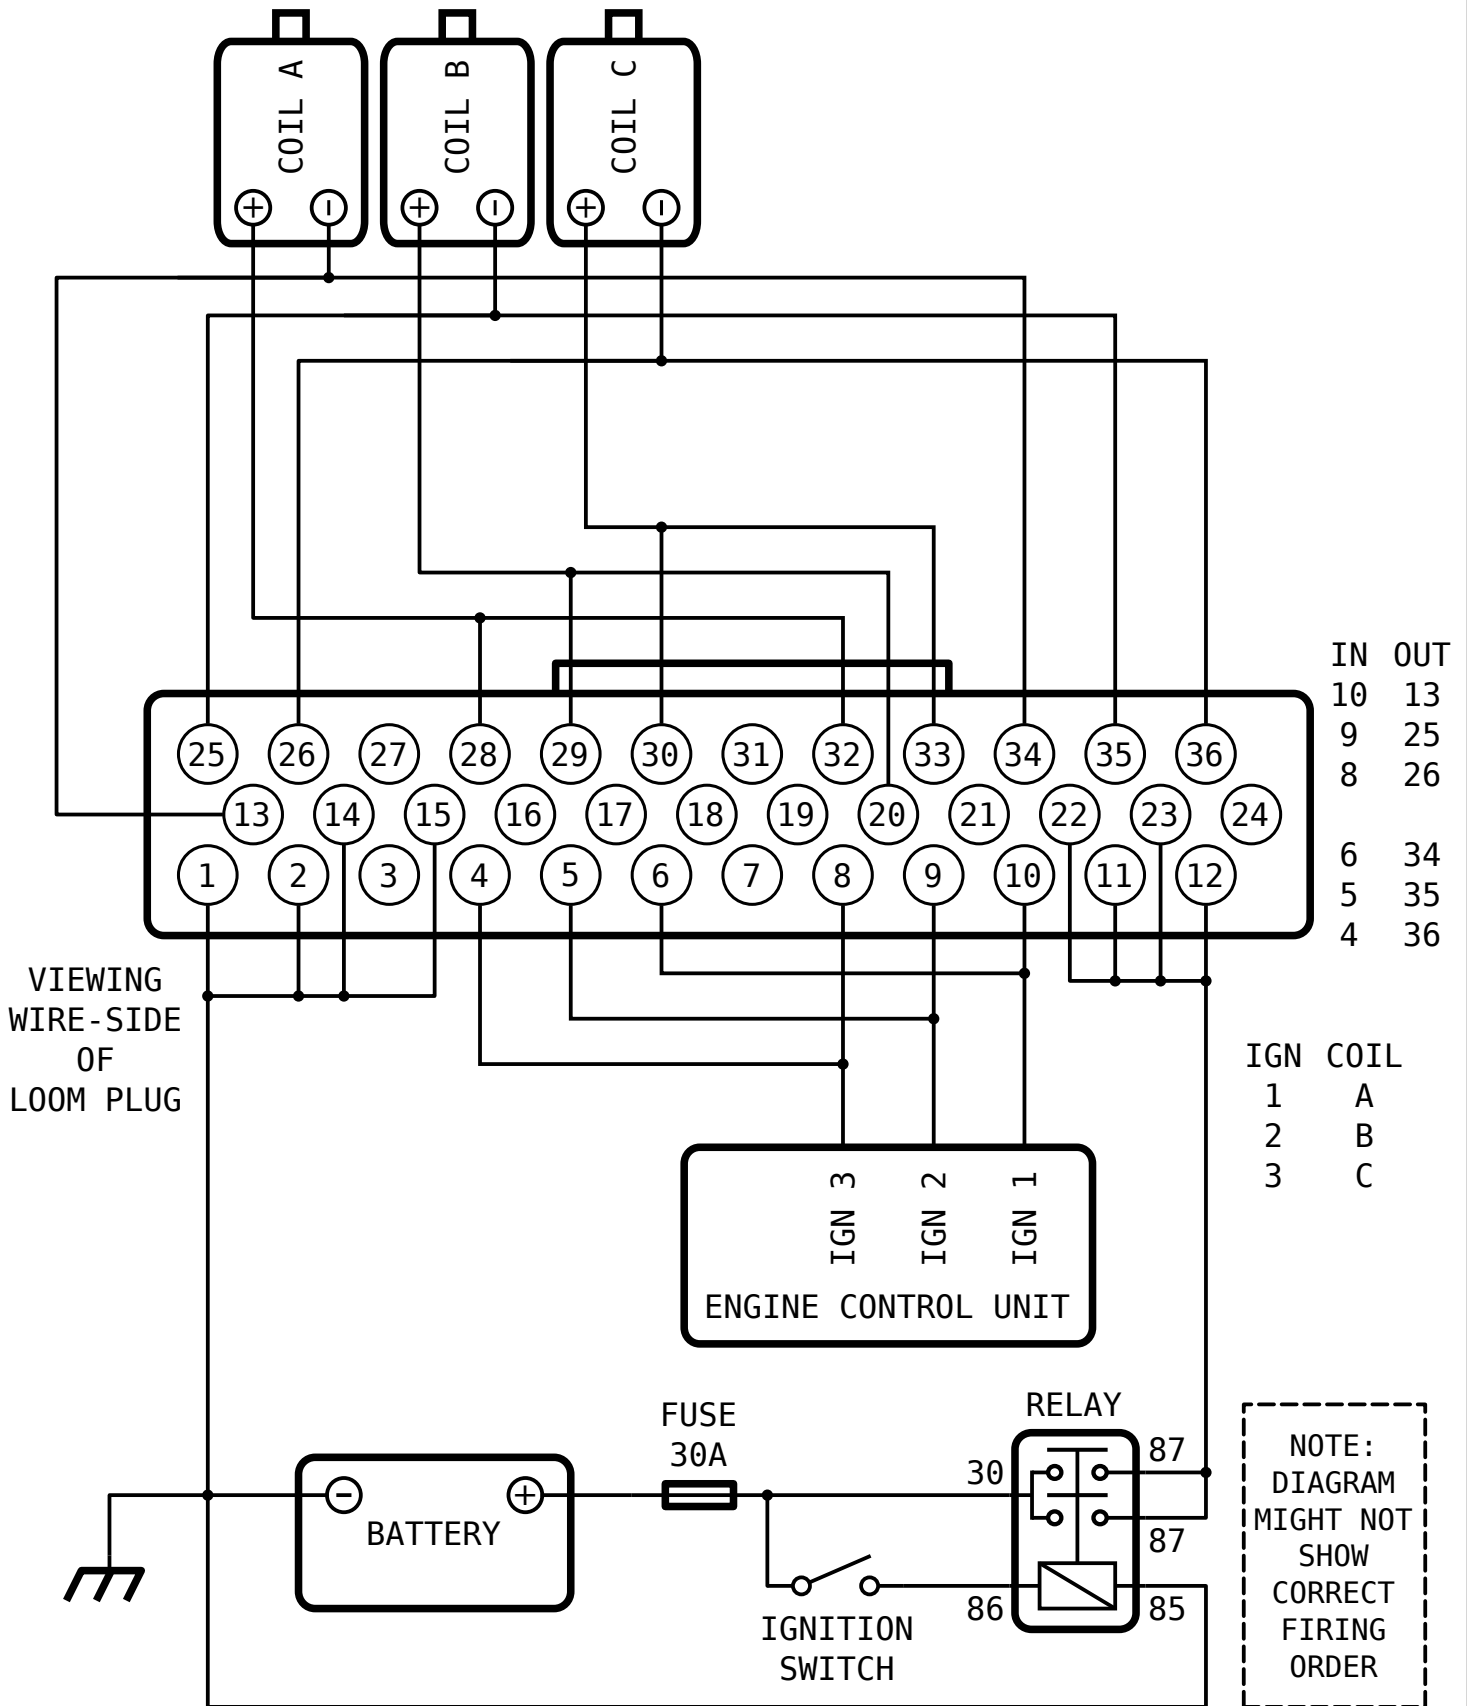 COIL A
COIL B
COIL C
+ - + - + -
IN OUT
10 13
9 25
8 26
6 34
5 35
4 36
25 26 27 28 29 30 31 32 33 34 35 36
13 14 15 16 17 18 19 20 21 22 23 24
1 2 3 4 5 6 7 8 9 10 11 12
VIEWING
WIRE-SIDE
OF
LOOM PLUG
IGN COIL
1 A
2 B
3 C
IGN 3
IGN 2
IGN 1
ENGINE CONTROL UNIT
FUSE
30A
RELAY
30
87
87
86
85
- +
BATTERY
IGNITION
SWITCH
NOTE:
DIAGRAM
MIGHT NOT
SHOW
CORRECT
FIRING
ORDER